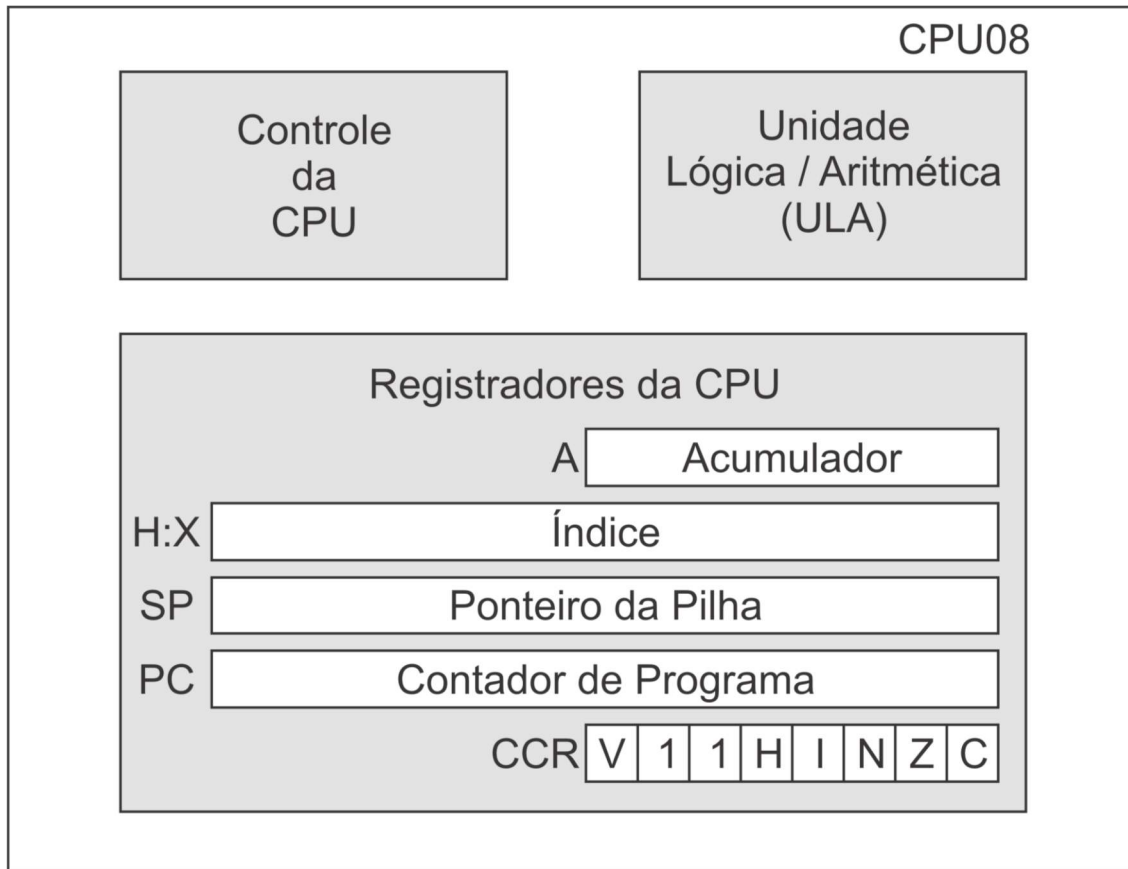 CPU08
Controle
da
CPU
Unidade
Lógica / Aritmética
(ULA)
Registradores da CPU
A Acumulador
H:X Índice
SP Ponteiro da Pilha
PC Contador de Programa
CCR V 1 1 H I N Z C